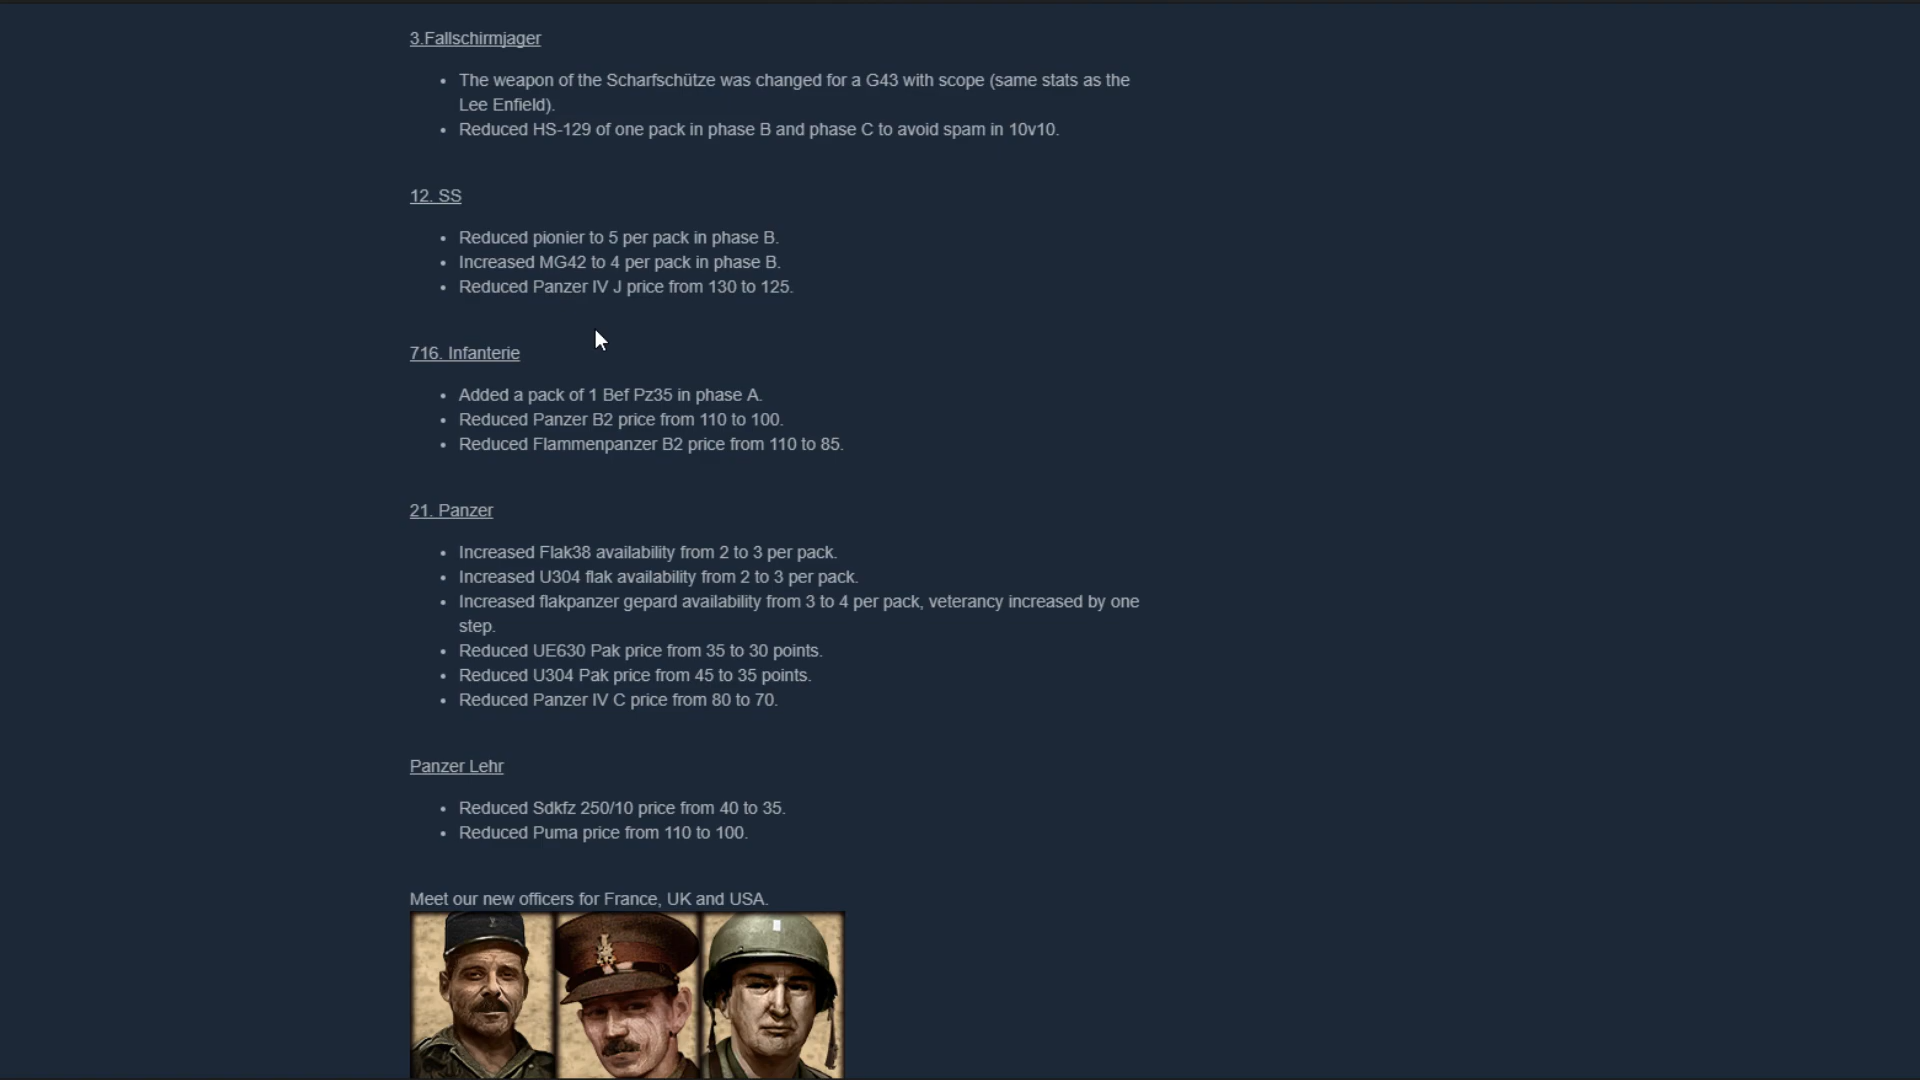 3.Fallschirmjager
The weapon of the Scharfschütze was changed for a G43 with scope (same stats as the
Lee Enfield).
Reduced HS-129 of one pack in phase B and phase C to avoid spam in 10v10.
12. SS
Reduced pionier to 5 per pack in phase B.
Increased MG42 to 4 per pack in phase B.
Reduced Panzer IV J price from 130 to 125.
716. Infanterie
Added a pack of 1 Bef Pz35 in phase A.
Reduced Panzer B2 price from 110 to 100.
Reduced Flammenpanzer B2 price from 110 to 85.
21. Panzer
Increased Flak38 availability from 2 to 3 per pack.
Increased U304 flak availability from 2 to 3 per pack.
Increased flakpanzer gepard availability from 3 to 4 per pack, veterancy increased by one
step.
Reduced UE630 Pak price from 35 to 30 points.
Reduced U304 Pak price from 45 to 35 points.
Reduced Panzer IV C price from 80 to 70.
Panzer Lehr
Reduced Sdkfz 250/10 price from 40 to 35.
Reduced Puma price from 110 to 100.
Meet our new officers for France, UK and USA.